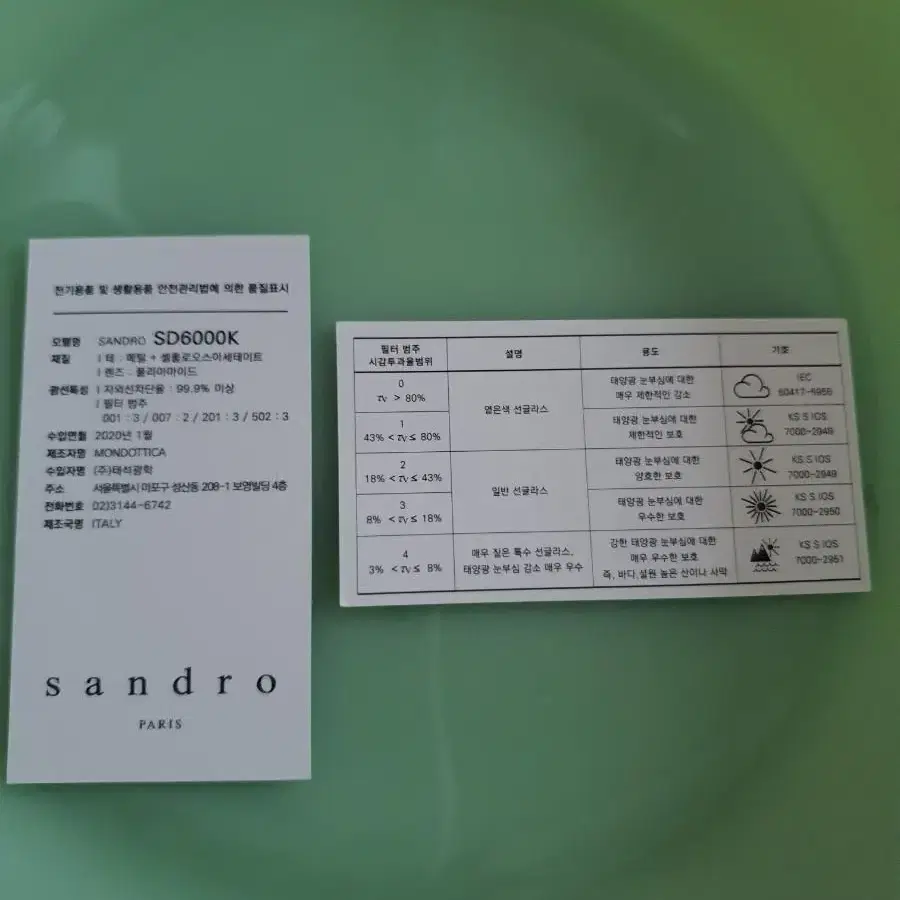 전기용품 및 생활용품 안전관리법에 의한 품질표시
모델명 SANDRO SD6000K
재질 | 테 : 메탈 + 셀룰로오스아세테이트
| 렌즈 : 폴리아마이드
광선특성 | 자외선차단율 : 99.9% 이상
| 필터 범주
001 : 3 / 007 : 2 / 201 : 3 / 502 : 3
수입연월 2020년 1월
제조자명 MONDOTTICA
수입자명 (주)태석광학
주소 서울특별시 마포구 성산동 208-1 보영빌딩 4층
전화번호 02)3144-6742
제조국명 ITALY
sandro
PARIS
필터 범주
시감투과율범위
설명
용도
기호
0
τv > 80%
옅은색 선글라스
태양광 눈부심에 대한
매우 제한적인 감소
IEC
60417-5955
1
43% < τv ≤ 80%
태양광 눈부심에 대한
제한적인 보호
KS S IOS
7000-2948
2
18% < τv ≤ 43%
일반 선글라스
태양광 눈부심에 대한
양호한 보호
KS S IOS
7000-2949
3
8% < τv ≤ 18%
태양광 눈부심에 대한
우수한 보호
KS S IOS
7000-2950
4
3% < τv ≤ 8%
매우 짙은 특수 선글라스,
태양광 눈부심 감소 매우 우수
강한 태양광 눈부심에 대한
매우 우수한 보호
즉, 바다,설원 높은 산이나 사막
KS S IOS
7000-2951